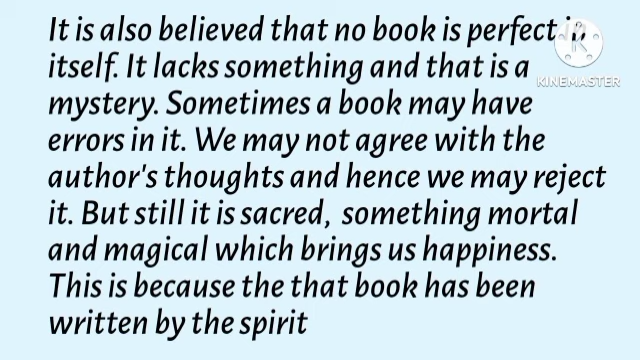 It is also believed that no book is perfect in
itself. It lacks something and that is a
mystery. Sometimes a book may have
errors in it. We may not agree with the
author's thoughts and hence we may reject
it. But still it is sacred, something mortal
and magical which brings us happiness.
This is because the that book has been
written by the spirit
K
KINEMASTER